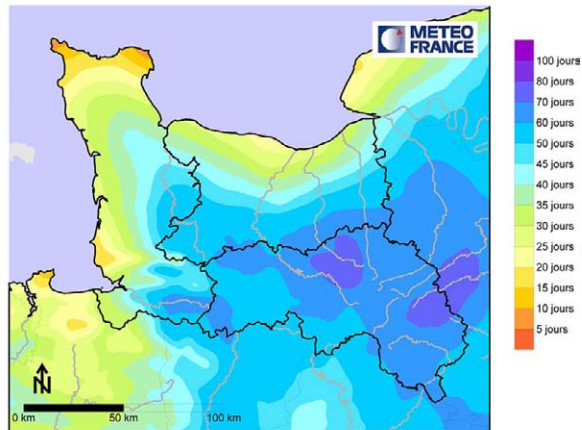 METEO
FRANCE
100 jours
80 jours
70 jours
60 jours
50 jours
45 jours
40 jours
35 jours
30 jours
25 jours
20 jours
15 jours
10 jours
5 jours
N
0 km
50 km
100 km